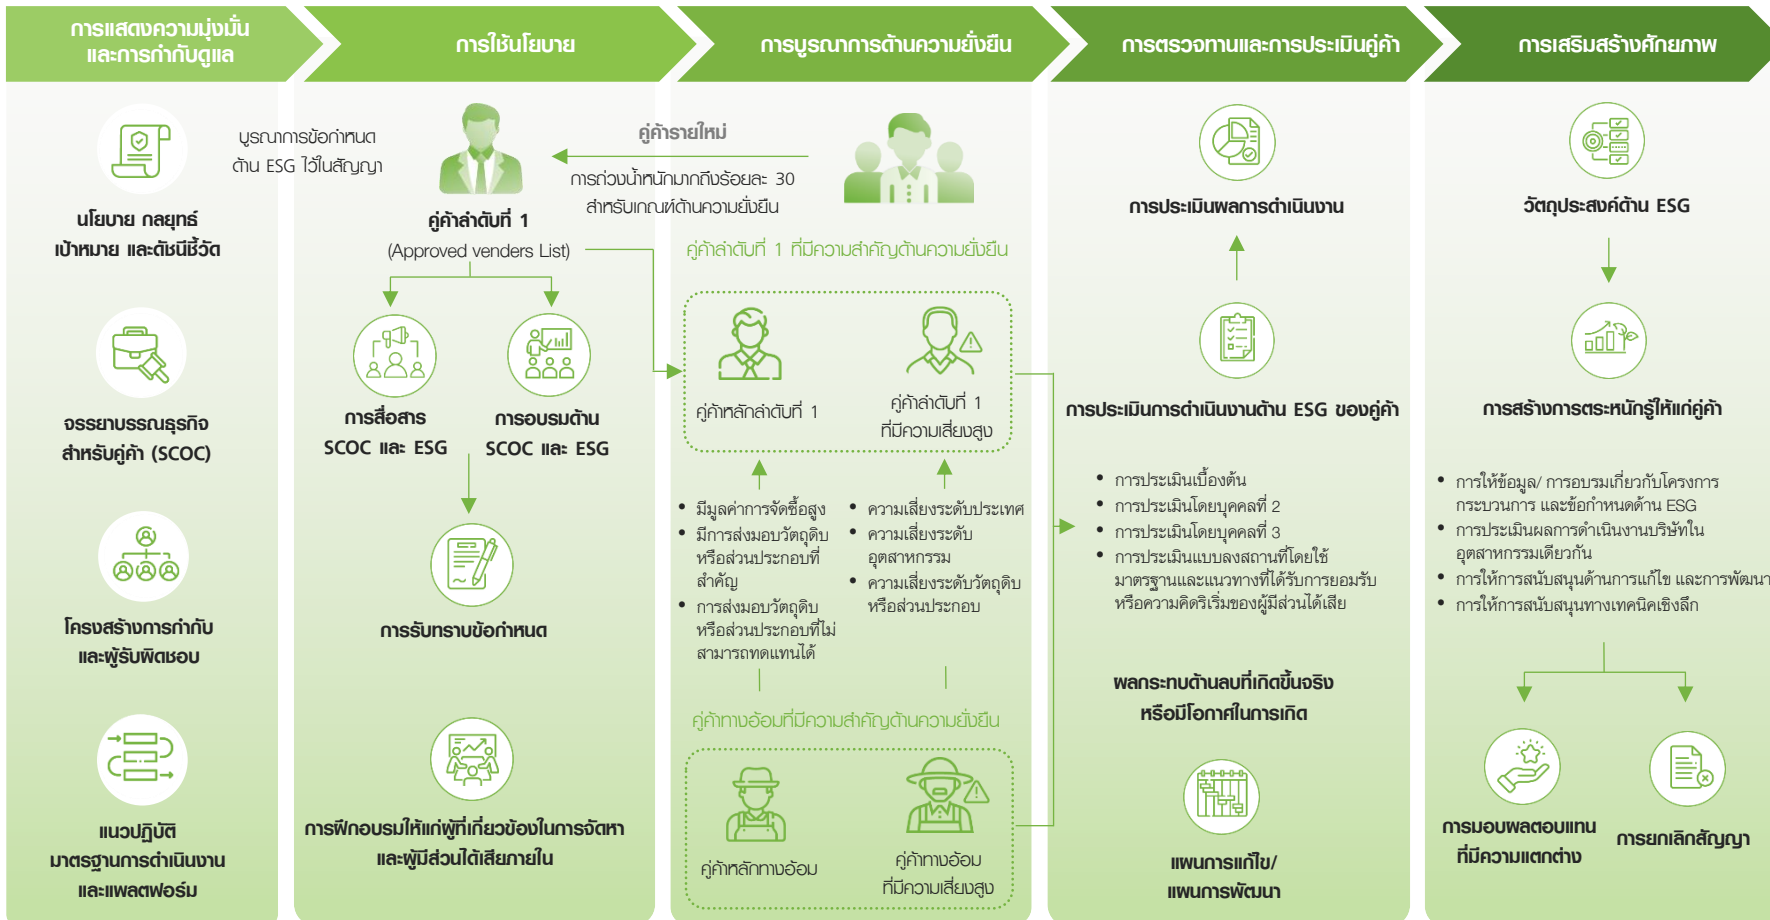 การแสดงความมุ่งมั่น
และการกำกับดูแล
การใช้นโยบาย
การบูรณาการด้านความยั่งยืน
การตรวจทานและการประเมินคู่ค้า
การเสริมสร้างศักยภาพ
นโยบาย กลยุทธ์
เป้าหมาย และดัชนีชี้วัด
จรรยาบรรณธุรกิจ
สำหรับคู่ค้า (SCOC)
โครงสร้างการกำกับ
และผู้รับผิดชอบ
แนวปฏิบัติ
มาตรฐานการดำเนินงาน
และแพลตฟอร์ม
บูรณาการข้อกำหนด
ด้าน ESG ไว้ในสัญญา
คู่ค้าลำดับที่ 1
(Approved venders List)
การสื่อสาร
SCOC และ ESG
การอบรมด้าน
SCOC และ ESG
การรับทราบข้อกำหนด
การฝึกอบรมให้แก่ผู้ที่เกี่ยวข้องในการจัดหา
และผู้มีส่วนได้เสียภายใน
คู่ค้ารายใหม่
การถ่วงน้ำหนักมากถึงร้อยละ 30
สำหรับเกณฑ์ด้านความยั่งยืน
คู่ค้าลำดับที่ 1 ที่มีความสำคัญด้านความยั่งยืน
คู่ค้าหลักลำดับที่ 1
คู่ค้าลำดับที่ 1
ที่มีความเสี่ยงสูง
• มีมูลค่าการจัดซื้อสูง
• มีการส่งมอบวัตถุดิบ
หรือส่วนประกอบที่
สำคัญ
• การส่งมอบวัตถุดิบ
หรือส่วนประกอบที่ไม่
สามารถทดแทนได้
• ความเสี่ยงระดับประเทศ
• ความเสี่ยงระดับ
อุตสาหกรรม
• ความเสี่ยงระดับวัตถุดิบ
หรือส่วนประกอบ
คู่ค้าทางอ้อมที่มีความสำคัญด้านความยั่งยืน
คู่ค้าหลักทางอ้อม
คู่ค้าทางอ้อม
ที่มีความเสี่ยงสูง
การประเมินผลการดำเนินงาน
การประเมินการดำเนินงานด้าน ESG ของคู่ค้า
• การประเมินเบื้องต้น
• การประเมินโดยบุคคลที่ 2
• การประเมินโดยบุคคลที่ 3
• การประเมินแบบลงสถานที่โดยใช้
มาตรฐานและแนวทางที่ได้รับการยอมรับ
หรือความคิดริเริ่มของผู้มีส่วนได้เสีย
ผลกระทบด้านลบที่เกิดขึ้นจริง
หรือมีโอกาสในการเกิด
แผนการแก้ไข/
แผนการพัฒนา
วัตถุประสงค์ด้าน ESG
การสร้างการตระหนักรู้ให้แก่คู่ค้า
• การให้ข้อมูล/ การอบรมเกี่ยวกับโครงการ
กระบวนการ และข้อกำหนดด้าน ESG
• การประเมินผลการดำเนินงานบริษัทใน
อุตสาหกรรมเดียวกัน
• การให้การสนับสนุนด้านการแก้ไข และการพัฒนา
• การให้การสนับสนุนทางเทคนิคเชิงลึก
การมอบผลตอบแทน
ที่มีความแตกต่าง
การยกเลิกสัญญา